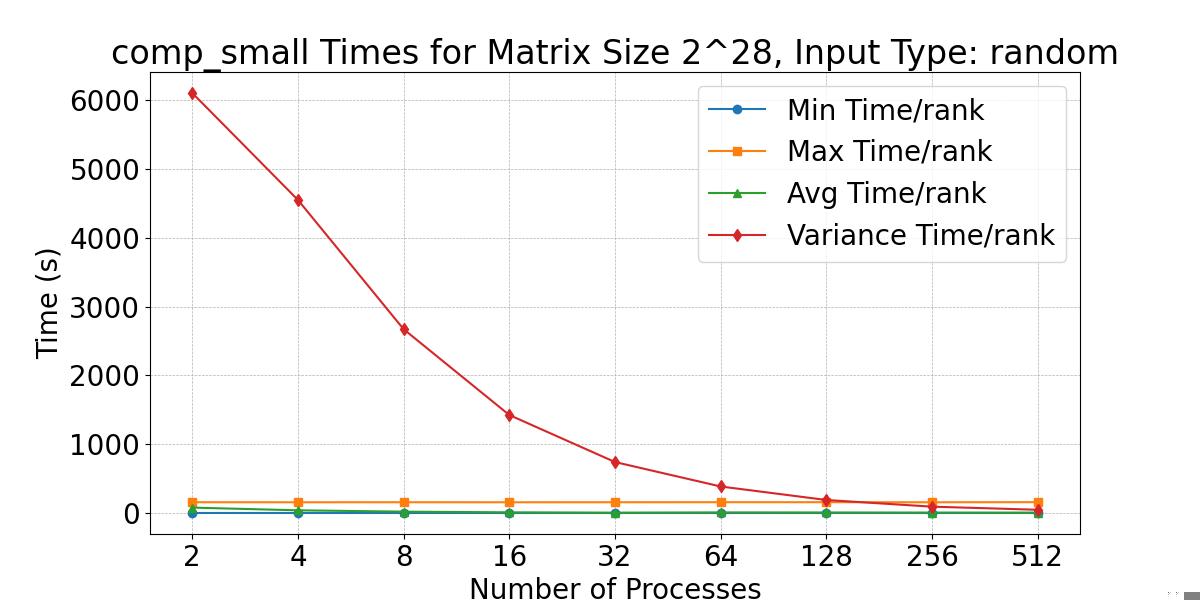 comp_small Times for Matrix Size 2^28, Input Type: random
Min Time/rank
Max Time/rank
Avg Time/rank
Variance Time/rank
Time (s)
6000
5000
4000
3000
2000
1000
0
2 4 8 16 32 64 128 256 512
Number of Processes